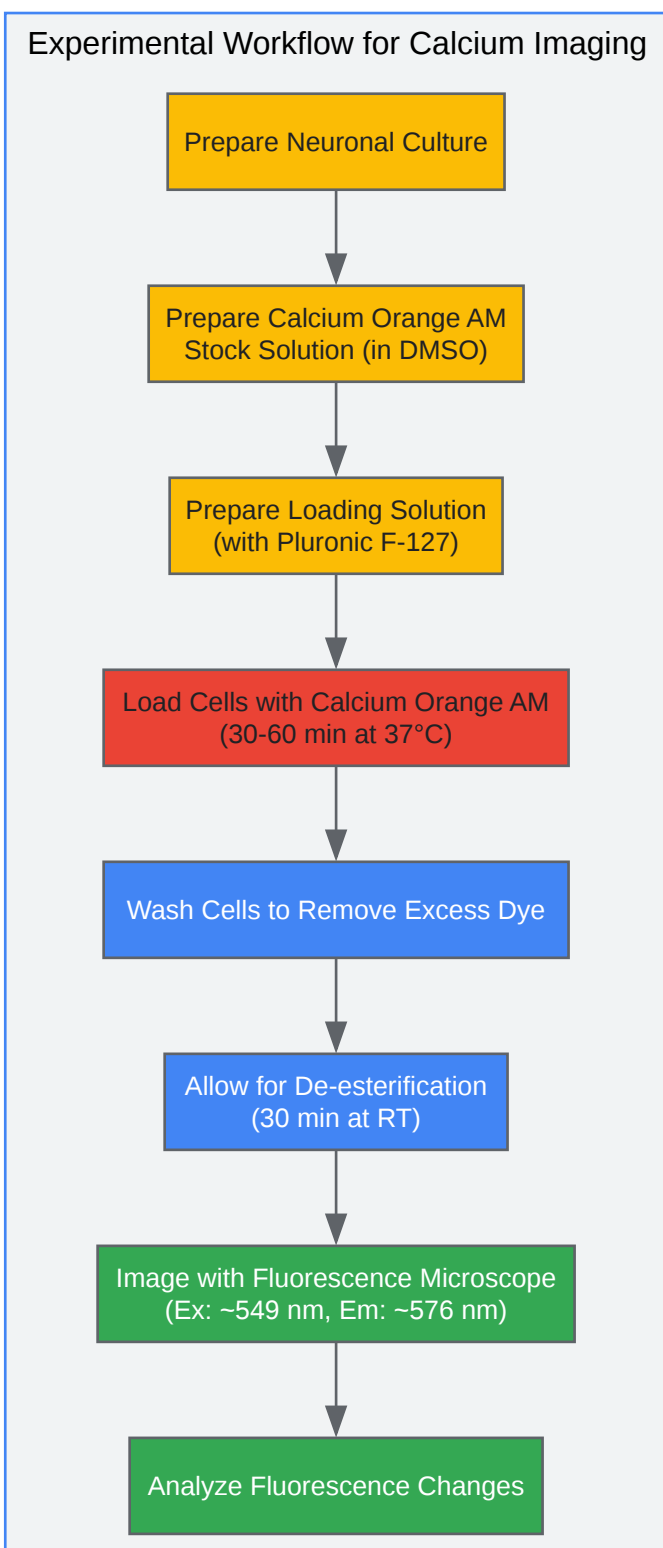 Experimental Workflow for Calcium Imaging
Prepare Neuronal Culture
Prepare Calcium Orange AM
Stock Solution (in DMSO)
Prepare Loading Solution
(with Pluronic F-127)
Load Cells with Calcium Orange AM
(30-60 min at 37°C)
Wash Cells to Remove Excess Dye
Allow for De-esterification
(30 min at RT)
Image with Fluorescence Microscope
(Ex: ~549 nm, Em: ~576 nm)
Analyze Fluorescence Changes